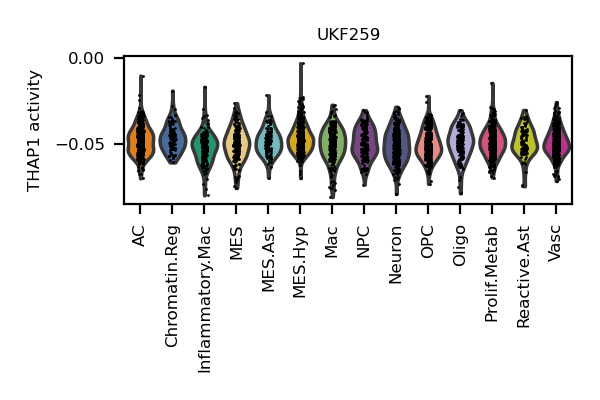 UKF259
THAP1 activity
0.00
−0.05
AC
Chromatin.Reg
Inflammatory.Mac
MES
MES.Ast
MES.Hyp
Mac
NPC
Neuron
OPC
Oligo
Prolif.Metab
Reactive.Ast
Vasc